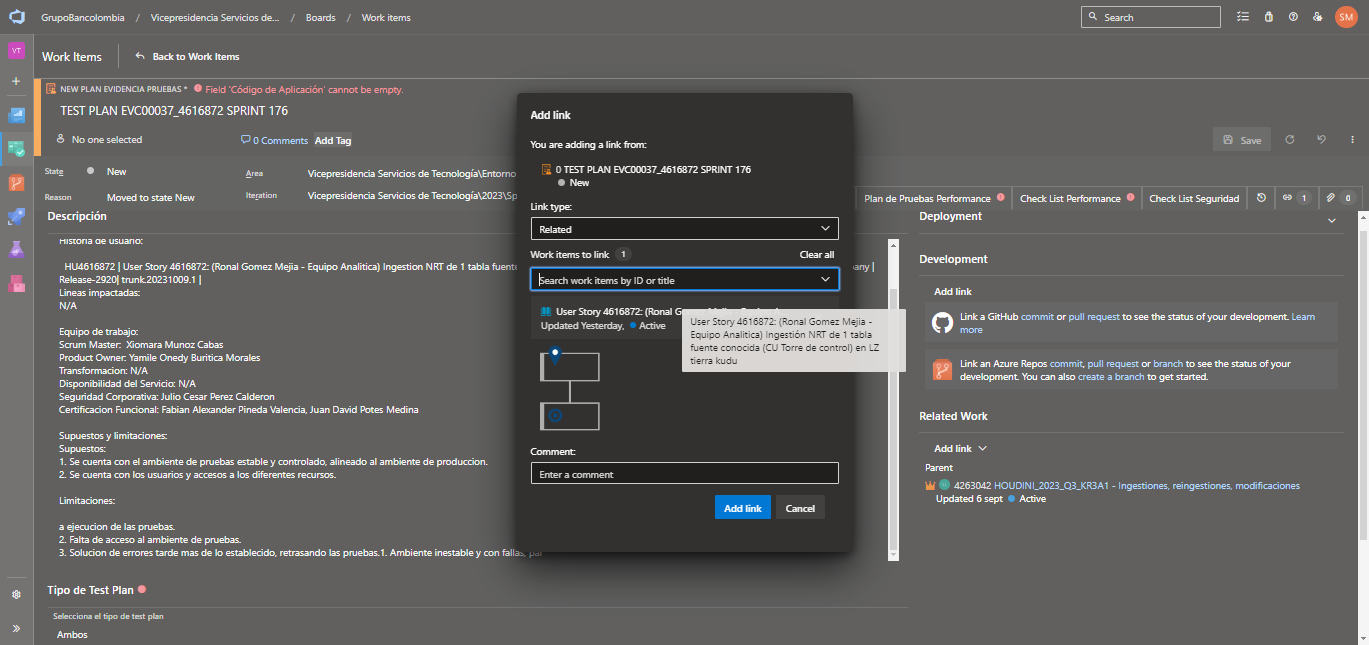 GrupoBancolombia / Vicepresidencia Servicios de... / Boards / Work items
Search
SM
VT
Work Items
Back to Work Items
NEW PLAN EVIDENCIA PRUEBAS * Field 'Código de Aplicación' cannot be empty.
TEST PLAN EVC00037_4616872 SPRINT 176
No one selected
0 Comments
Add Tag
Save
State
New
Area
Vicepresidencia Servicios de Tecnología\Entorno
Reason
Moved to state New
Iteration
Vicepresidencia Servicios de Tecnología\2023\Sp
Plan de Pruebas Performance
Check List Performance
Check List Seguridad
1
0
Descripción
Historia de usuario:
HU4616872 | User Story 4616872: (Ronal Gomez Mejia - Equipo Analitica) Ingestion NRT de 1 tabla fuente
any |
Release-2920| trunk.20231009.1 |
Lineas impactadas:
N/A
Equipo de trabajo:
Scrum Master: Xiomara Munoz Cabas
Product Owner: Yamile Onedy Buritica Morales
Transformacion: N/A
Disponibilidad del Servicio: N/A
Seguridad Corporativa: Julio Cesar Perez Calderon
Certificacion Funcional: Fabian Alexander Pineda Valencia, Juan David Potes Medina
Supuestos y limitaciones:
Supuestos:
1. Se cuenta con el ambiente de pruebas estable y controlado, alineado al ambiente de produccion.
2. Se cuenta con los usuarios y accesos a los diferentes recursos.
Limitaciones:
a ejecucion de las pruebas.
2. Falta de acceso al ambiente de pruebas.
3. Solucion de errores tarde mas de lo establecido, retrasando las pruebas.1. Ambiente inestable y con fallas, par
Tipo de Test Plan
Selecciona el tipo de test plan
Ambos
Add link
You are adding a link from:
0 TEST PLAN EVC00037_4616872 SPRINT 176
New
Link type:
Related
Work items to link 1
Clear all
Search work items by ID or title
User Story 4616872: (Ronal Gomez Mejia - Equipo
Updated Yesterday, Active
User Story 4616872: (Ronal Gomez Mejia -
Equipo Analitica) Ingestión NRT de 1 tabla
fuente conocida (CU Torre de control) en LZ
tierra kudu
Comment:
Enter a comment
Add link
Cancel
Deployment
Development
Add link
Link a GitHub commit or pull request to see the status of your development. Learn
more
Link an Azure Repos commit, pull request or branch to see the status of your
development. You can also create a branch to get started.
Related Work
Add link
Parent
4263042 HOUDINI_2023_Q3_KR3A1 - Ingestiones, reingestiones, modificaciones
Updated 6 sept Active